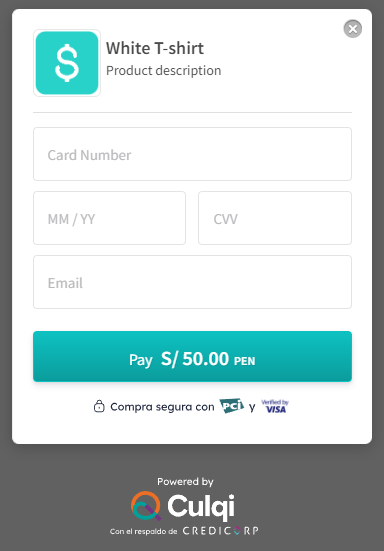 White T-shirt
Product description
Card Number
MM / YY
CVV
Email
Pay S/ 50.00 PEN
Compra segura con PCI y Verified by VISA
Powered by
Culqi
Con el respaldo de CREDICORP